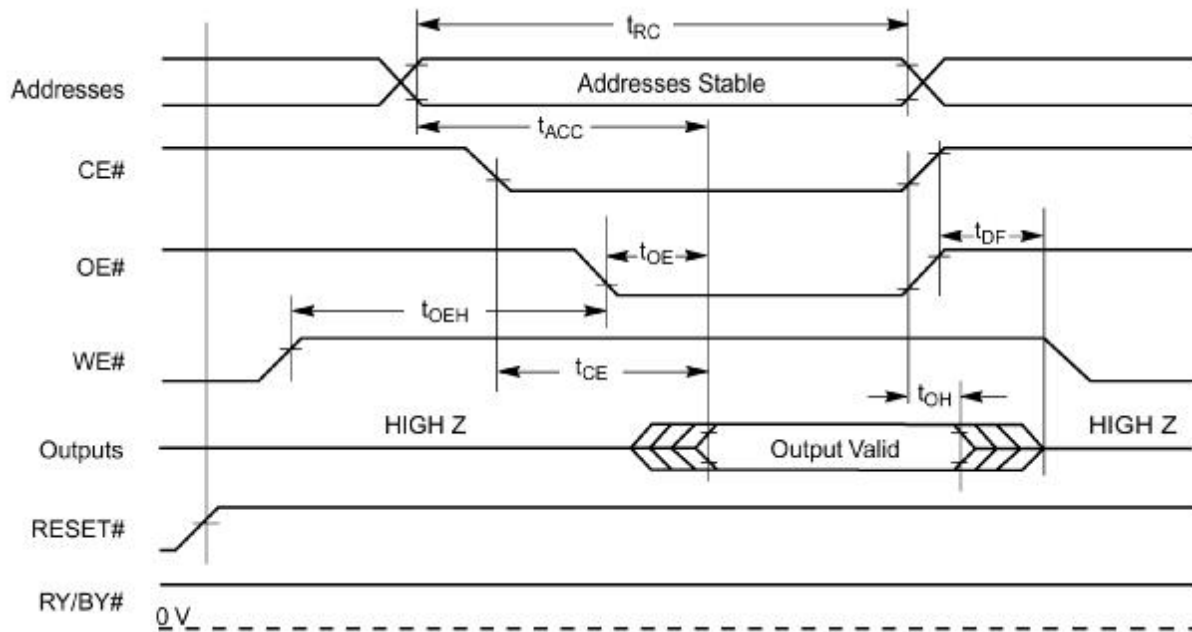 tRC
Addresses
Addresses Stable
tACC
CE#
tDF
OE#
tOE
tOEH
WE#
tCE
tOH
HIGH Z
HIGH Z
Outputs
Output Valid
RESET#
RY/BY#
0 V